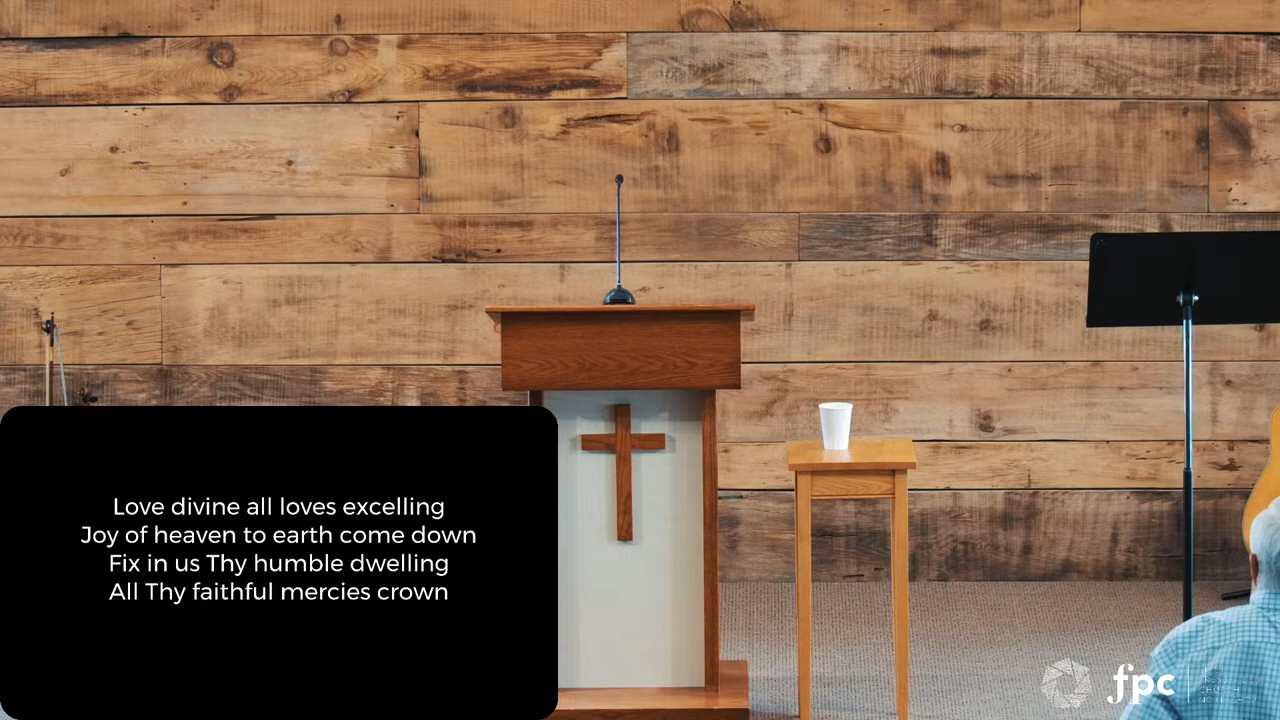 Love divine all loves excelling
Joy of heaven to earth come down
Fix in us Thy humble dwelling
All Thy faithful mercies crown
fpc